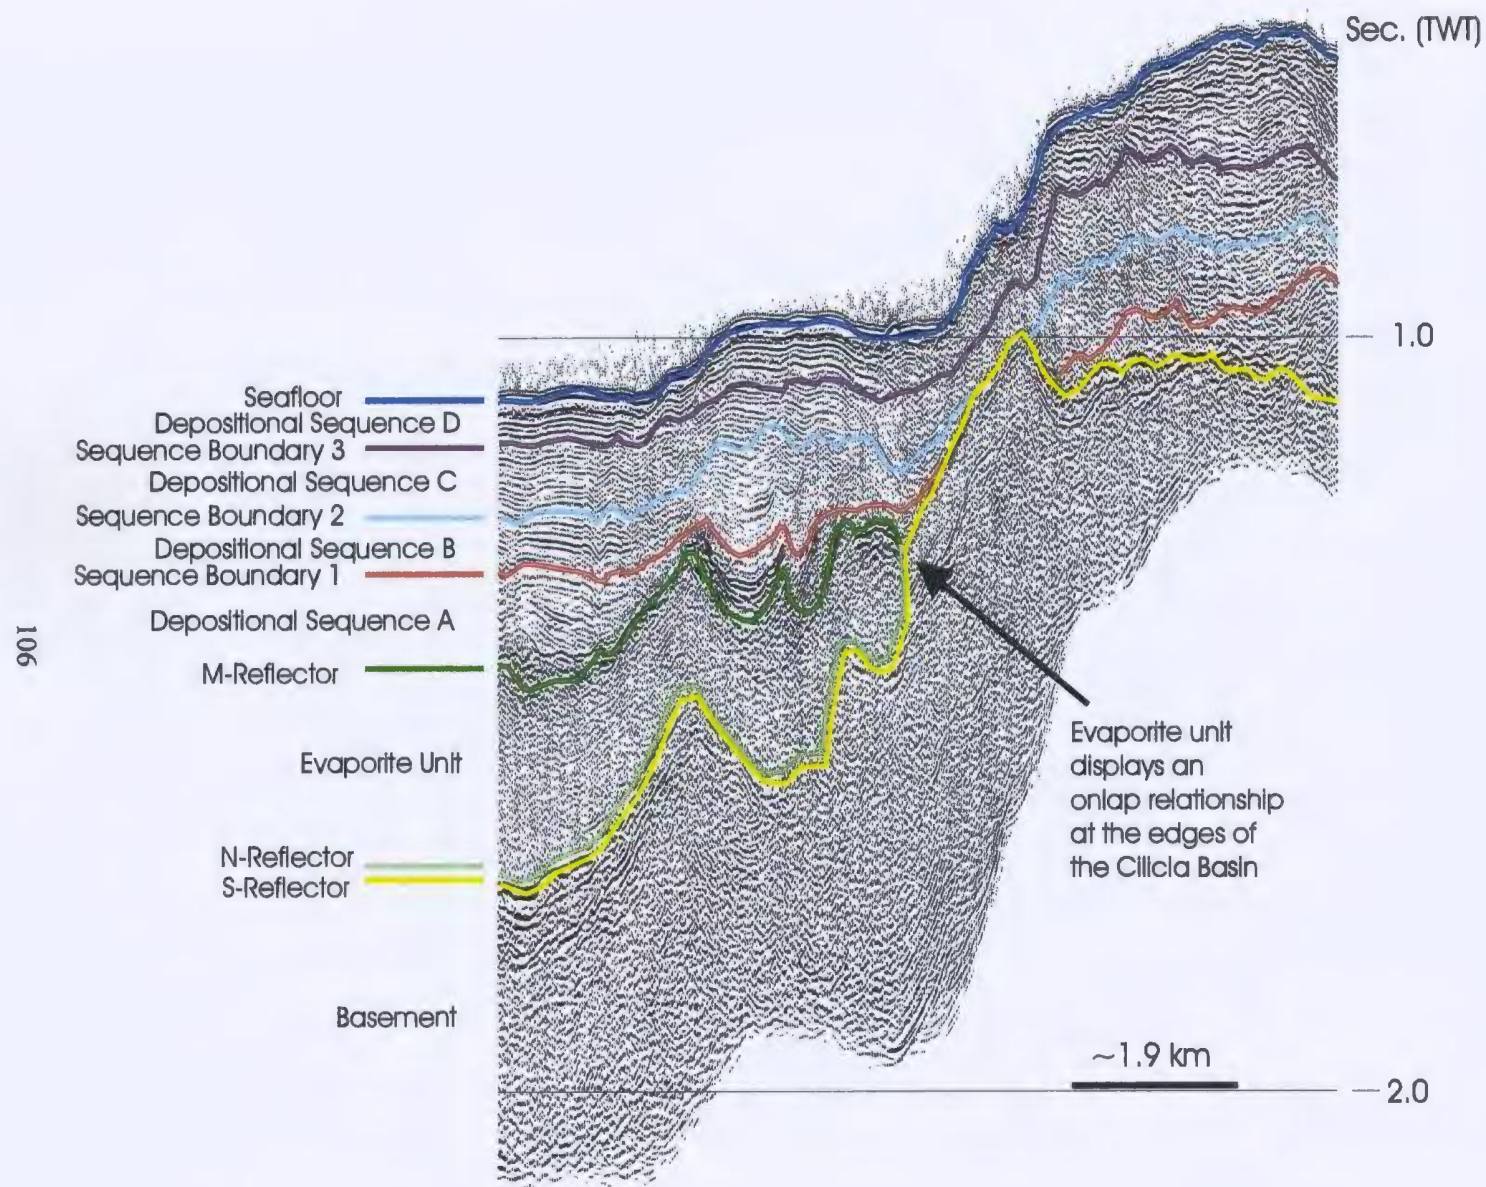 Sec. (TWT)
1.0
Seafloor
Depositional Sequence D
Sequence Boundary 3
Depositional Sequence C
Sequence Boundary 2
Depositional Sequence B
Sequence Boundary 1
Depositional Sequence A
M-Reflector
Evaporite Unit
N-Reflector
S-Reflector
Basement
Evaporite unit
displays an
onlap relationship
at the edges of
the Cilicia Basin
~1.9 km
2.0
106